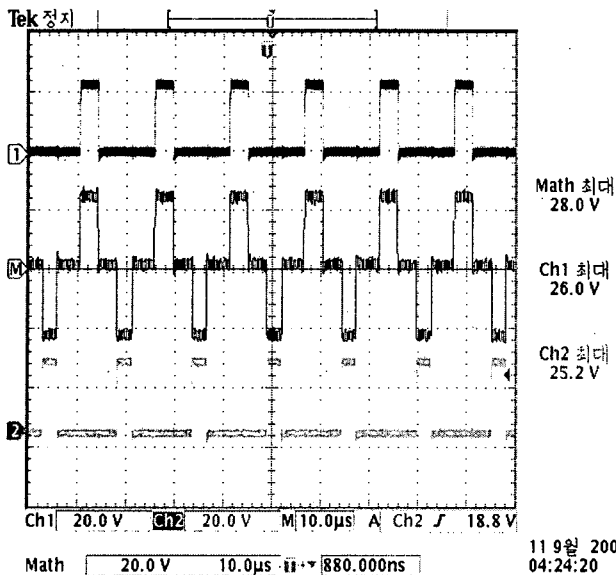 Tek 정지
1
M
2
Math 최대
28.0 V
Ch1 최대
26.0 V
Ch2 최대
25.2 V
Ch1 20.0 V Ch2 20.0 V M 10.0µs A Ch2 18.8 V
Math 20.0 V 10.0µs 880.000ns
11 9월 200
04:24:20